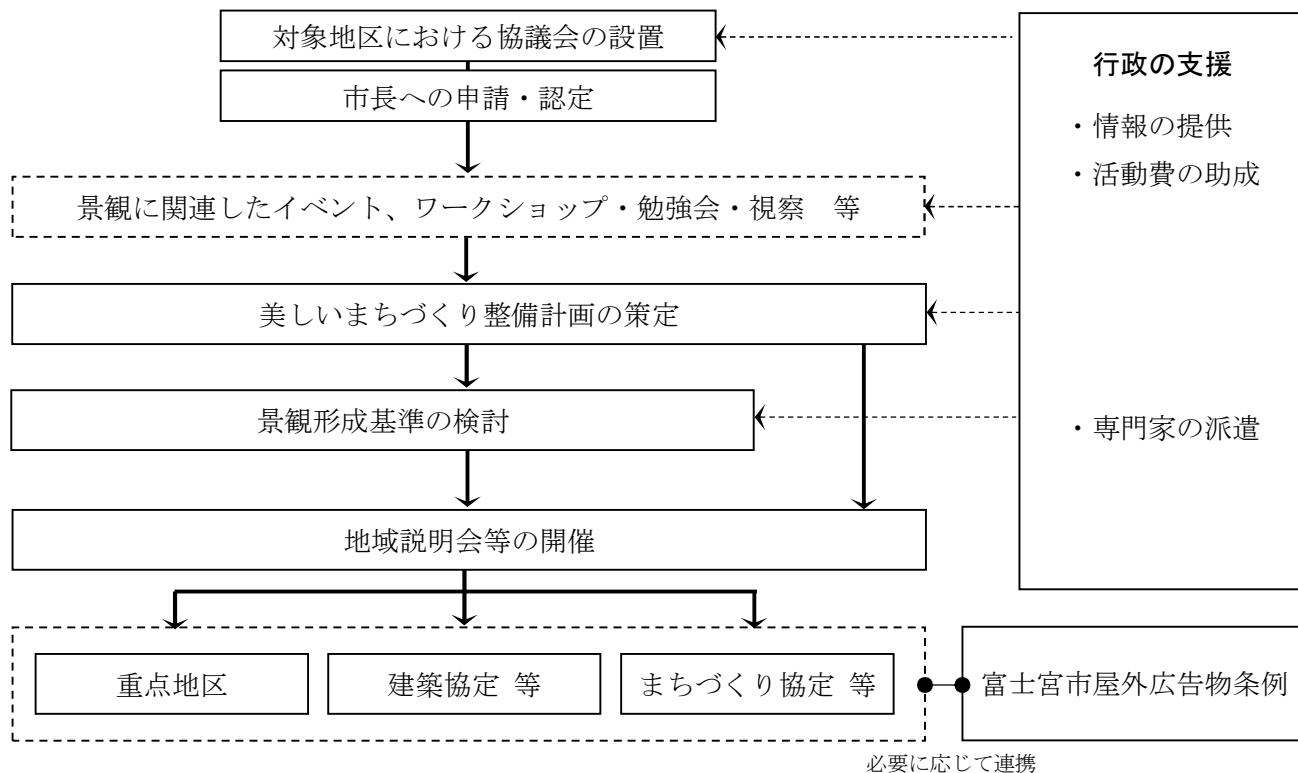 対象地区における協議会の設置
市長への申請・認定
景観に関連したイベント、ワークショップ・勉強会・視察　等
美しいまちづくり整備計画の策定
景観形成基準の検討
地域説明会等の開催
重点地区
建築協定 等
まちづくり協定 等
行政の支援
・情報の提供
・活動費の助成
・専門家の派遣
富士宮市屋外広告物条例
必要に応じて連携